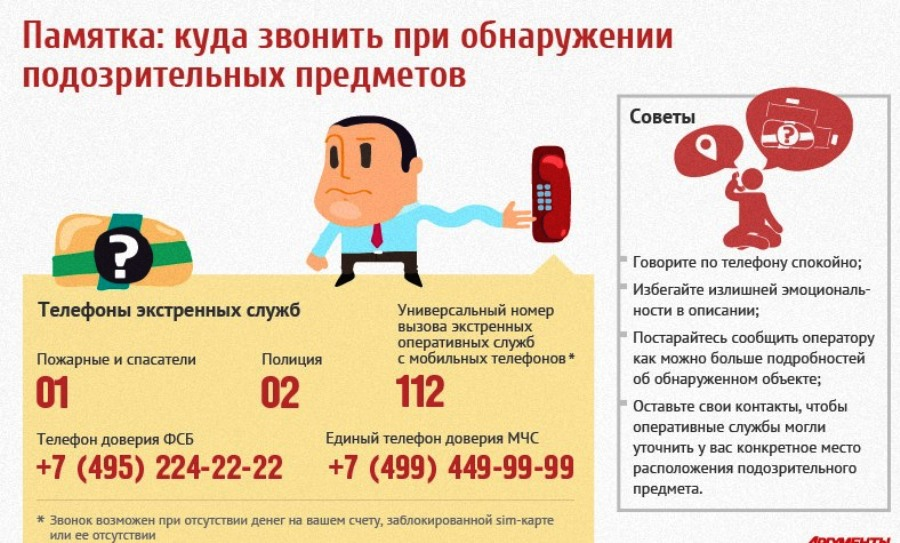 Памятка: куда звонить при обнаружении
подозрительных предметов
?
Телефоны экстренных служб
Пожарные и спасатели
01
Полиция
02
Универсальный номер
вызова экстренных
оперативных служб
с мобильных телефонов*
112
Телефон доверия ФСБ
+7 (495) 224-22-22
Единый телефон доверия МЧС
+7 (499) 449-99-99
* Звонок возможен при отсутствии денег на вашем счету, заблокированной sim-карте
или ее отсутствии
Советы
?
Говорите по телефону спокойно;
Избегайте излишней эмоциональ-
ности в описании;
Постарайтесь сообщить оператору
как можно больше подробностей
об обнаруженном объекте;
Оставьте свои контакты, чтобы
оперативные службы могли
уточнить у вас конкретное место
расположения подозрительного
предмета.
АРГУМЕНТЫ